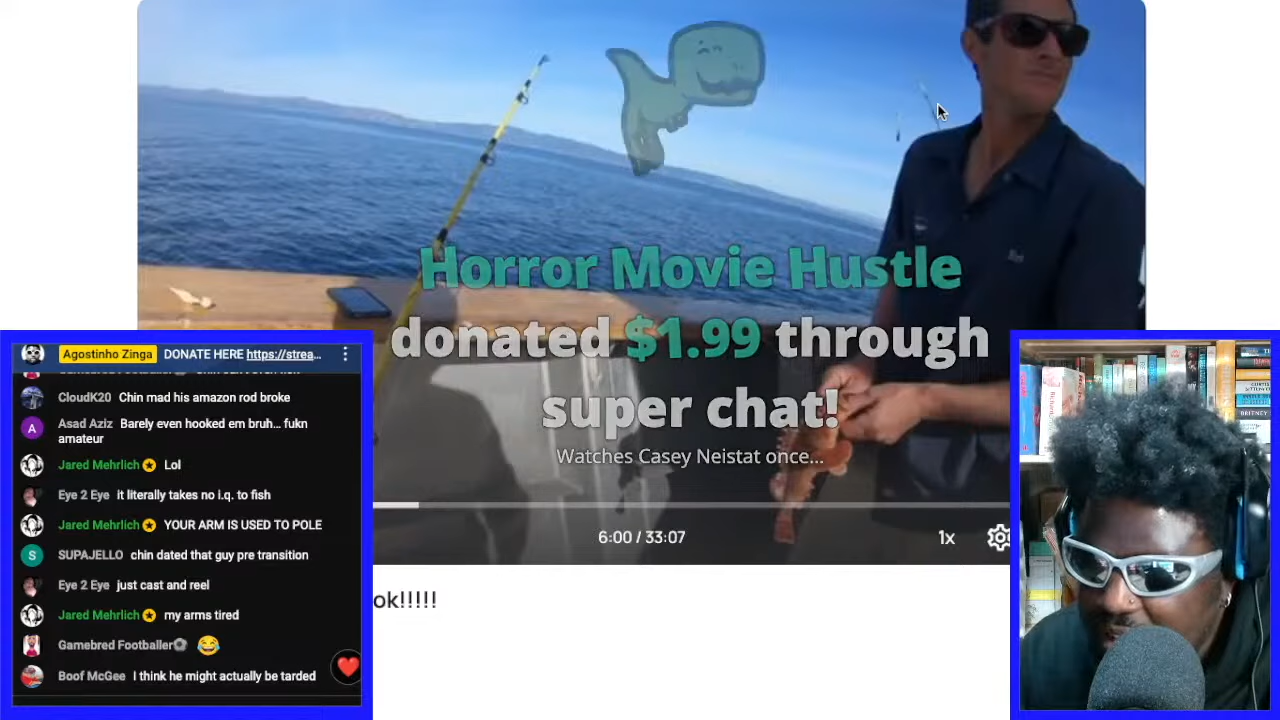 Horror Movie Hustle
donated $1.99 through
super chat!
Watches Casey Neistat once...
6:00 / 33:07
1x
ok!!!!!
Agostinho Zinga DONATE HERE https://strea...
CloudK20 Chin mad his amazon rod broke
Asad Aziz Barely even hooked em bruh... fukn
amateur
Jared Mehrlich Lol
Eye 2 Eye it literally takes no i.q. to fish
Jared Mehrlich YOUR ARM IS USED TO POLE
S SUPAJELLO chin dated that guy pre transition
Eye 2 Eye just cast and reel
Jared Mehrlich my arms tired
Gamebred Footballer⚽ 😂
Boof McGee I think he might actually be tarded
A
BRITNEY